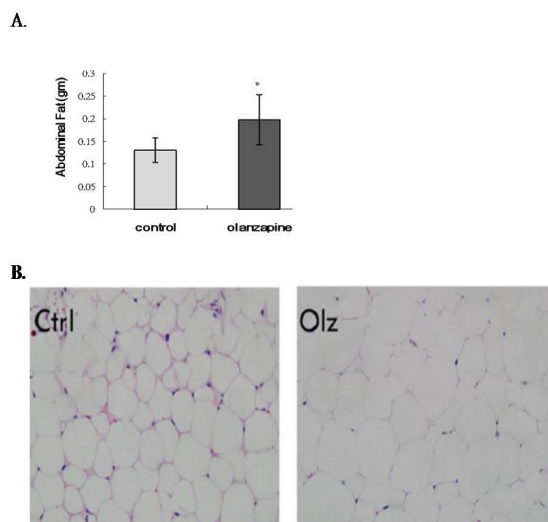 A.
0.3
0.25
0.2
0.15
0.1
0.05
0
Abdominal Fat(gm)
*
control
olanzapine
B.
Ctrl
Olz